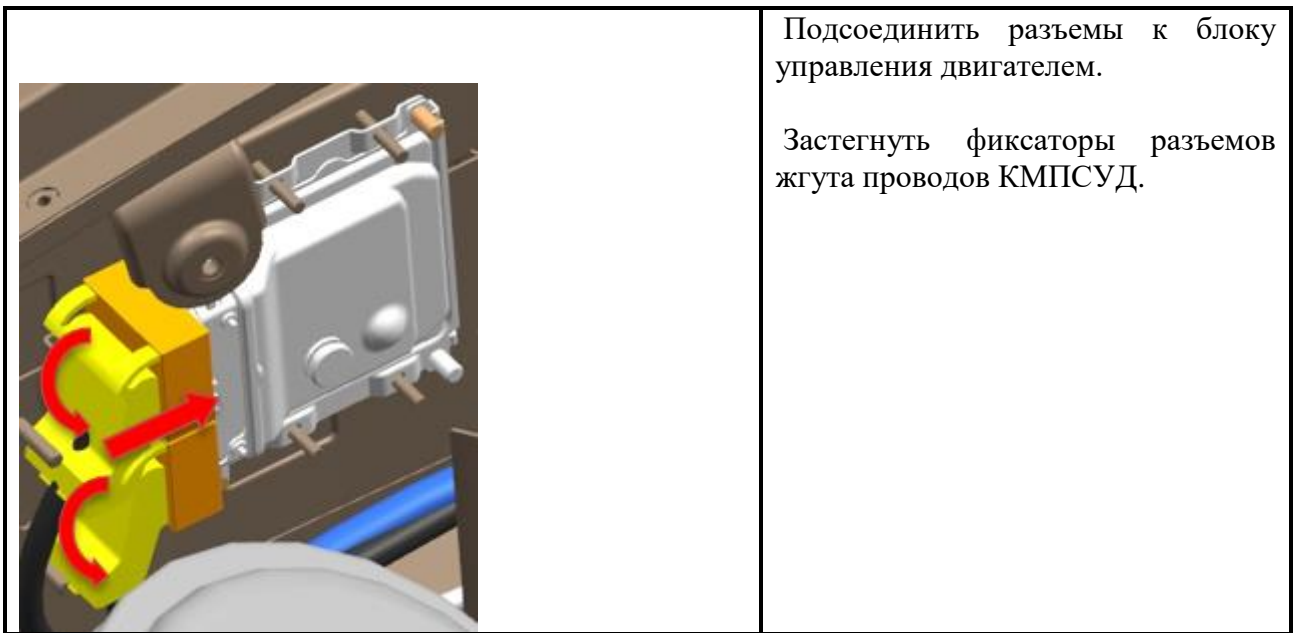 Подсоединить разъемы к блоку
управления двигателем.
Застегнуть фиксаторы разъемов
жгута проводов КМПСУД.